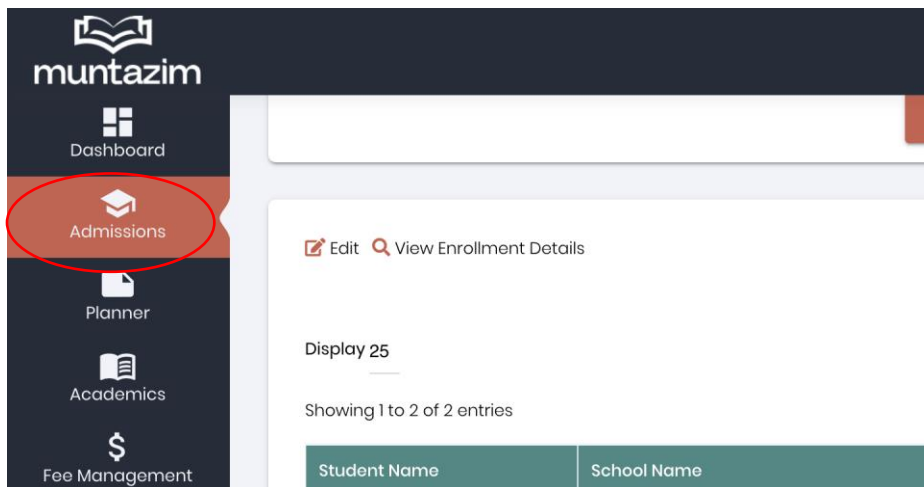 muntazim
Dashboard
Admissions
Planner
Academics
Fee Management
Edit View Enrollment Details
Display 25
Showing 1 to 2 of 2 entries
Student Name School Name